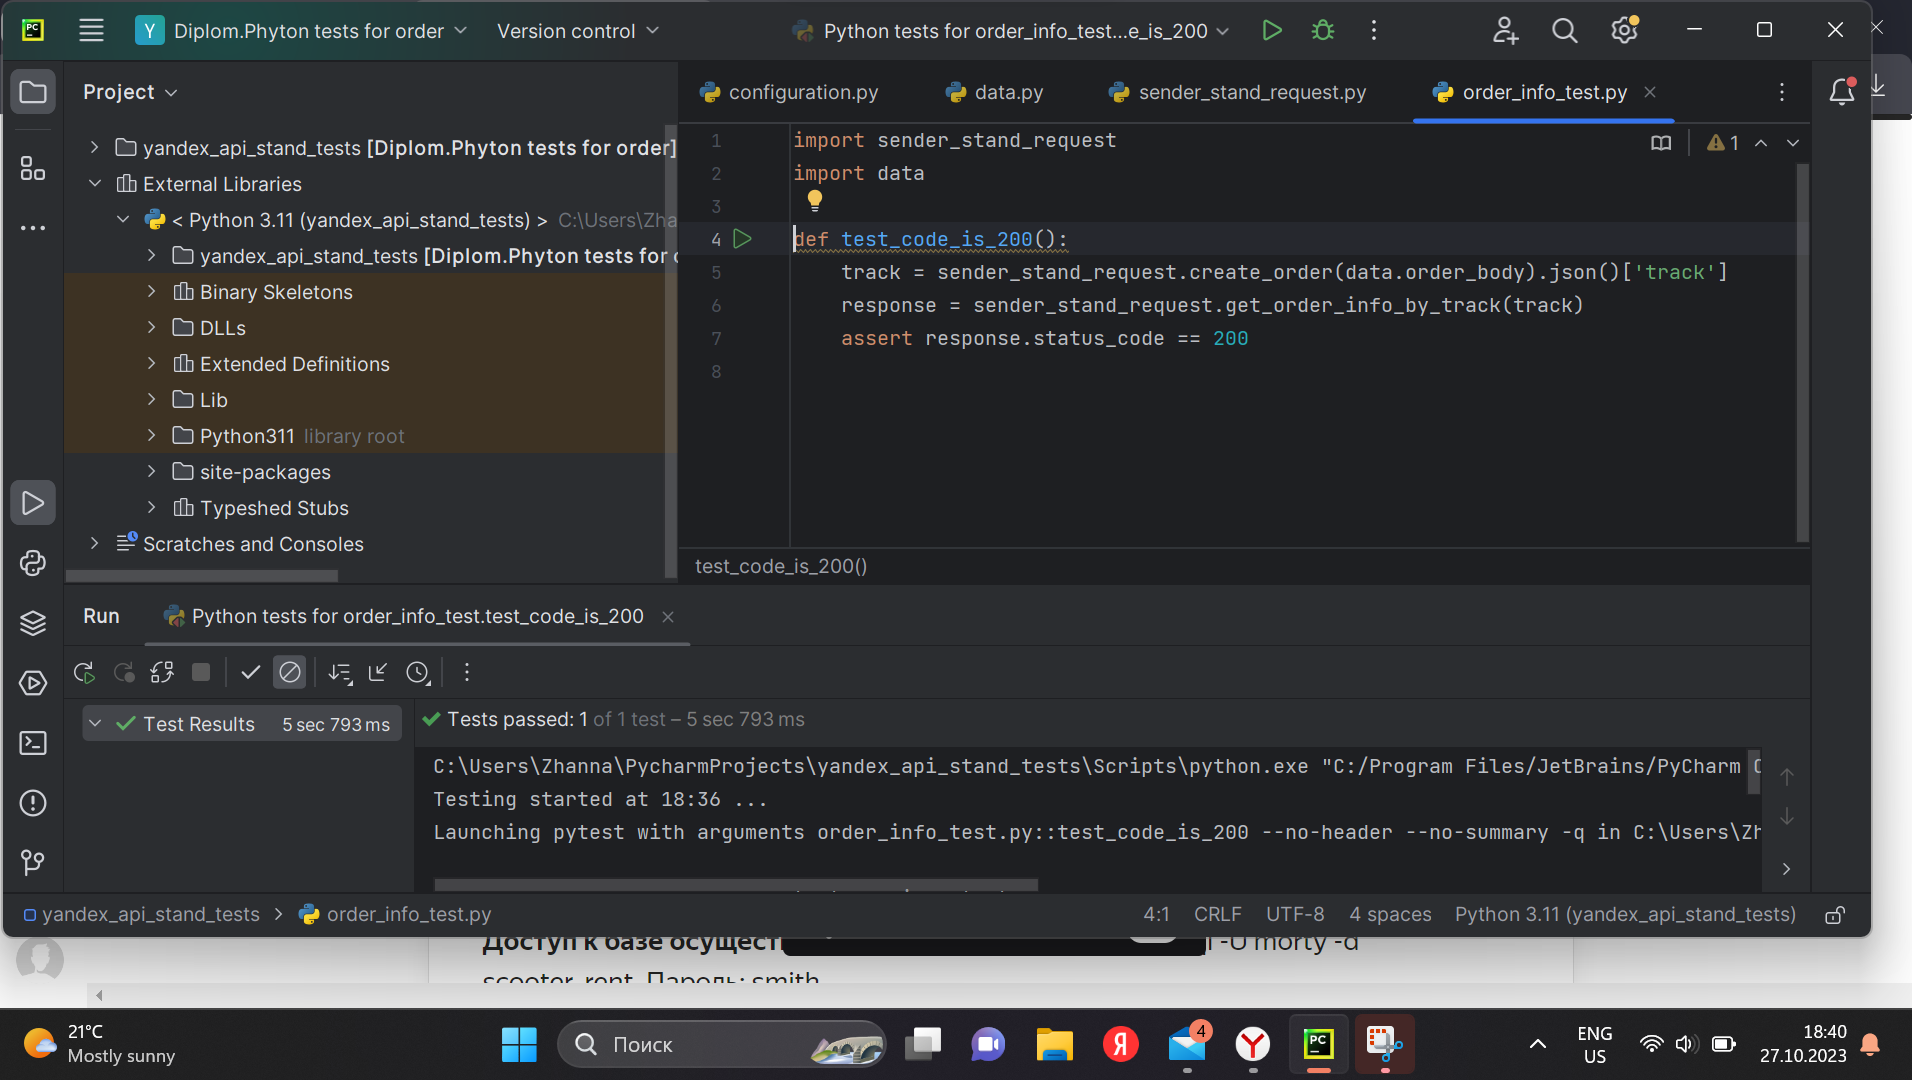 PC
Y Diplom.Phyton tests for order
Version control
Python tests for order_info_test...e_is_200
Project
configuration.py
data.py
sender_stand_request.py
order_info_test.py
yandex_api_stand_tests [Diplom.Phyton tests for order]
External Libraries
< Python 3.11 (yandex_api_stand_tests) > C:\Users\Zha
yandex_api_stand_tests [Diplom.Phyton tests for
Binary Skeletons
DLLs
Extended Definitions
Lib
Python311 library root
site-packages
Typeshed Stubs
Scratches and Consoles
1 import sender_stand_request
1
2 import data
3
4 def test_code_is_200():
5 track = sender_stand_request.create_order(data.order_body).json()['track']
6 response = sender_stand_request.get_order_info_by_track(track)
7 assert response.status_code == 200
8
test_code_is_200()
Run
Python tests for order_info_test.test_code_is_200
Test Results 5 sec 793 ms
Tests passed: 1 of 1 test – 5 sec 793 ms
C:\Users\Zhanna\PycharmProjects\yandex_api_stand_tests\Scripts\python.exe "C:/Program Files/JetBrains/PyCharm C
Testing started at 18:36 ...
Launching pytest with arguments order_info_test.py::test_code_is_200 --no-header --no-summary -q in C:\Users\Zh
yandex_api_stand_tests > order_info_test.py
4:1 CRLF UTF-8 4 spaces Python 3.11 (yandex_api_stand_tests)
Доступ к базе осущест
-U morty -d
scooter_rent. Пароль: smith
21°C
Mostly sunny
Поиск
Я
4
Y
PC
ENG
US
18:40
27.10.2023